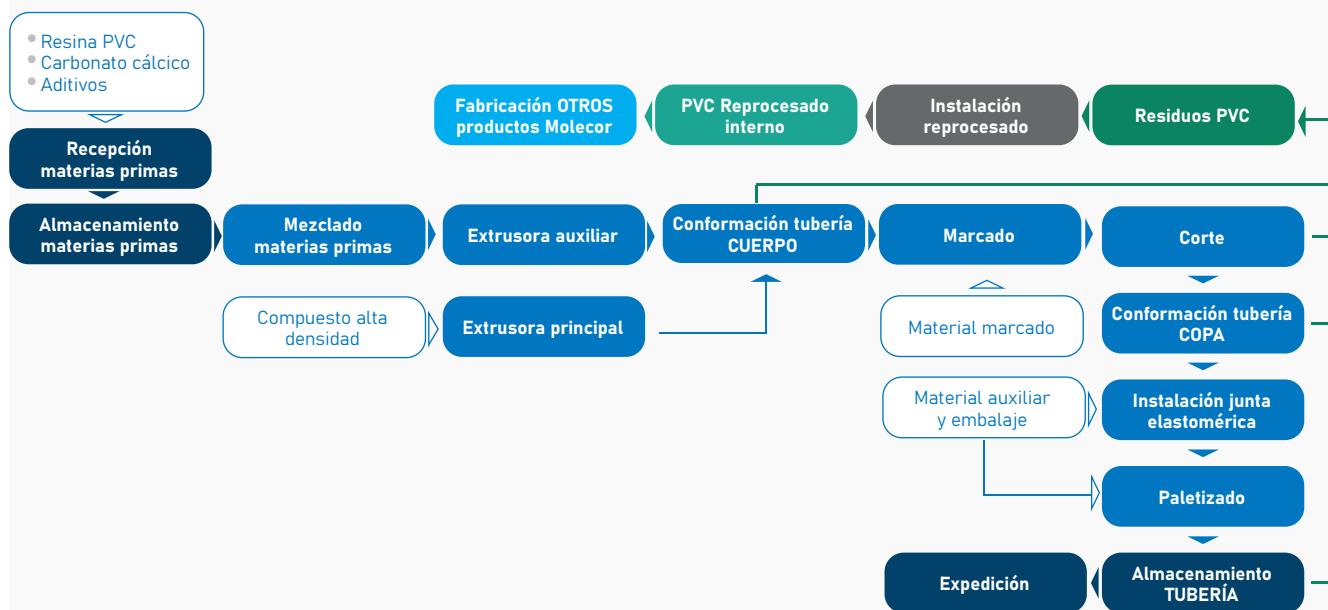 Resina PVC
Carbonato cálcico
Aditivos
Fabricación OTROS
productos Molecor
PVC Reprocesado
interno
Instalación
reprocesado
Residuos PVC
Recepción
materias primas
Almacenamiento
materias primas
Mezclado
materias primas
Extrusora auxiliar
Conformación tubería
CUERPO
Marcado
Corte
Compuesto alta
densidad
Extrusora principal
Material marcado
Conformación tubería
COPA
Material auxiliar
y embalaje
Instalación junta
elastomérica
Paletizado
Expedición
Almacenamiento
TUBERÍA